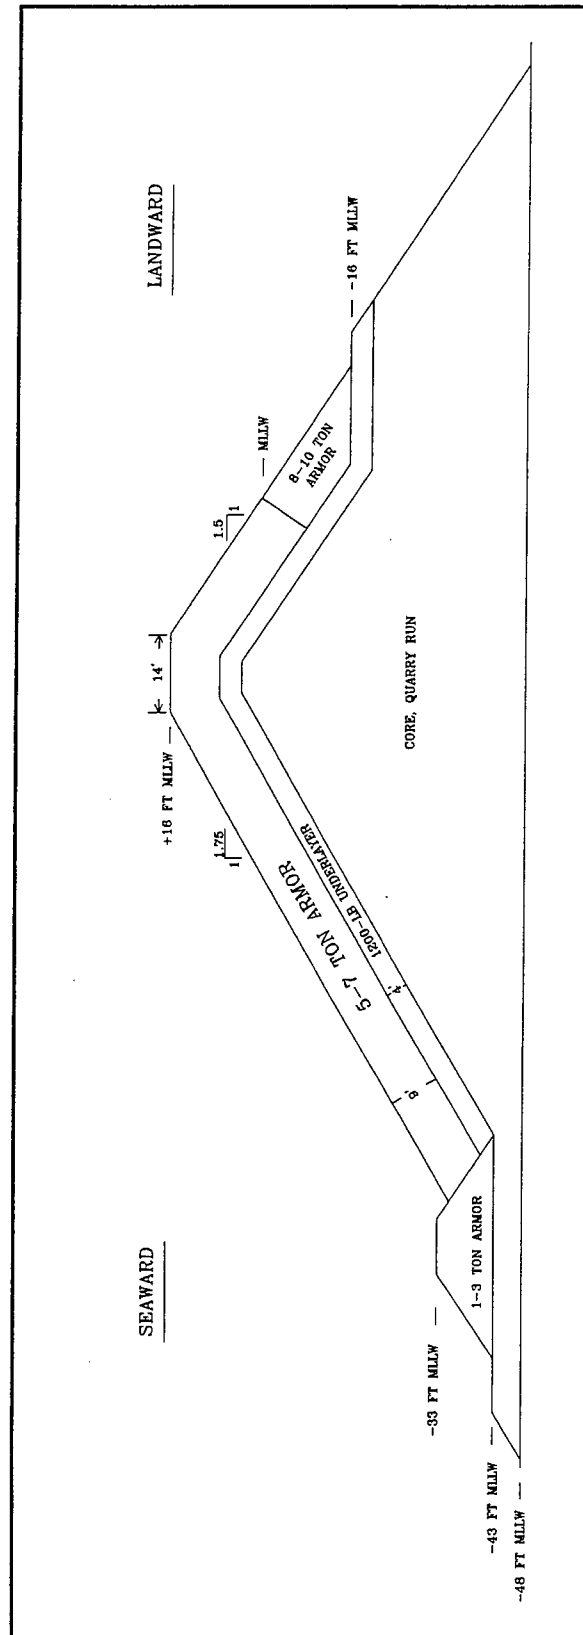 SEAWARD
LANDWARD
+16 FT MLLW
14'
1.75
1
1.5
1
MLLW
8-10 TON
ARMOR
-16 FT MLLW
5-7 TON ARMOR
1200-LB UNDERLAYER
9'
4'
CORE, QUARRY RUN
-33 FT MLLW
1-3 TON ARMOR
-43 FT MLLW
-48 FT MLLW